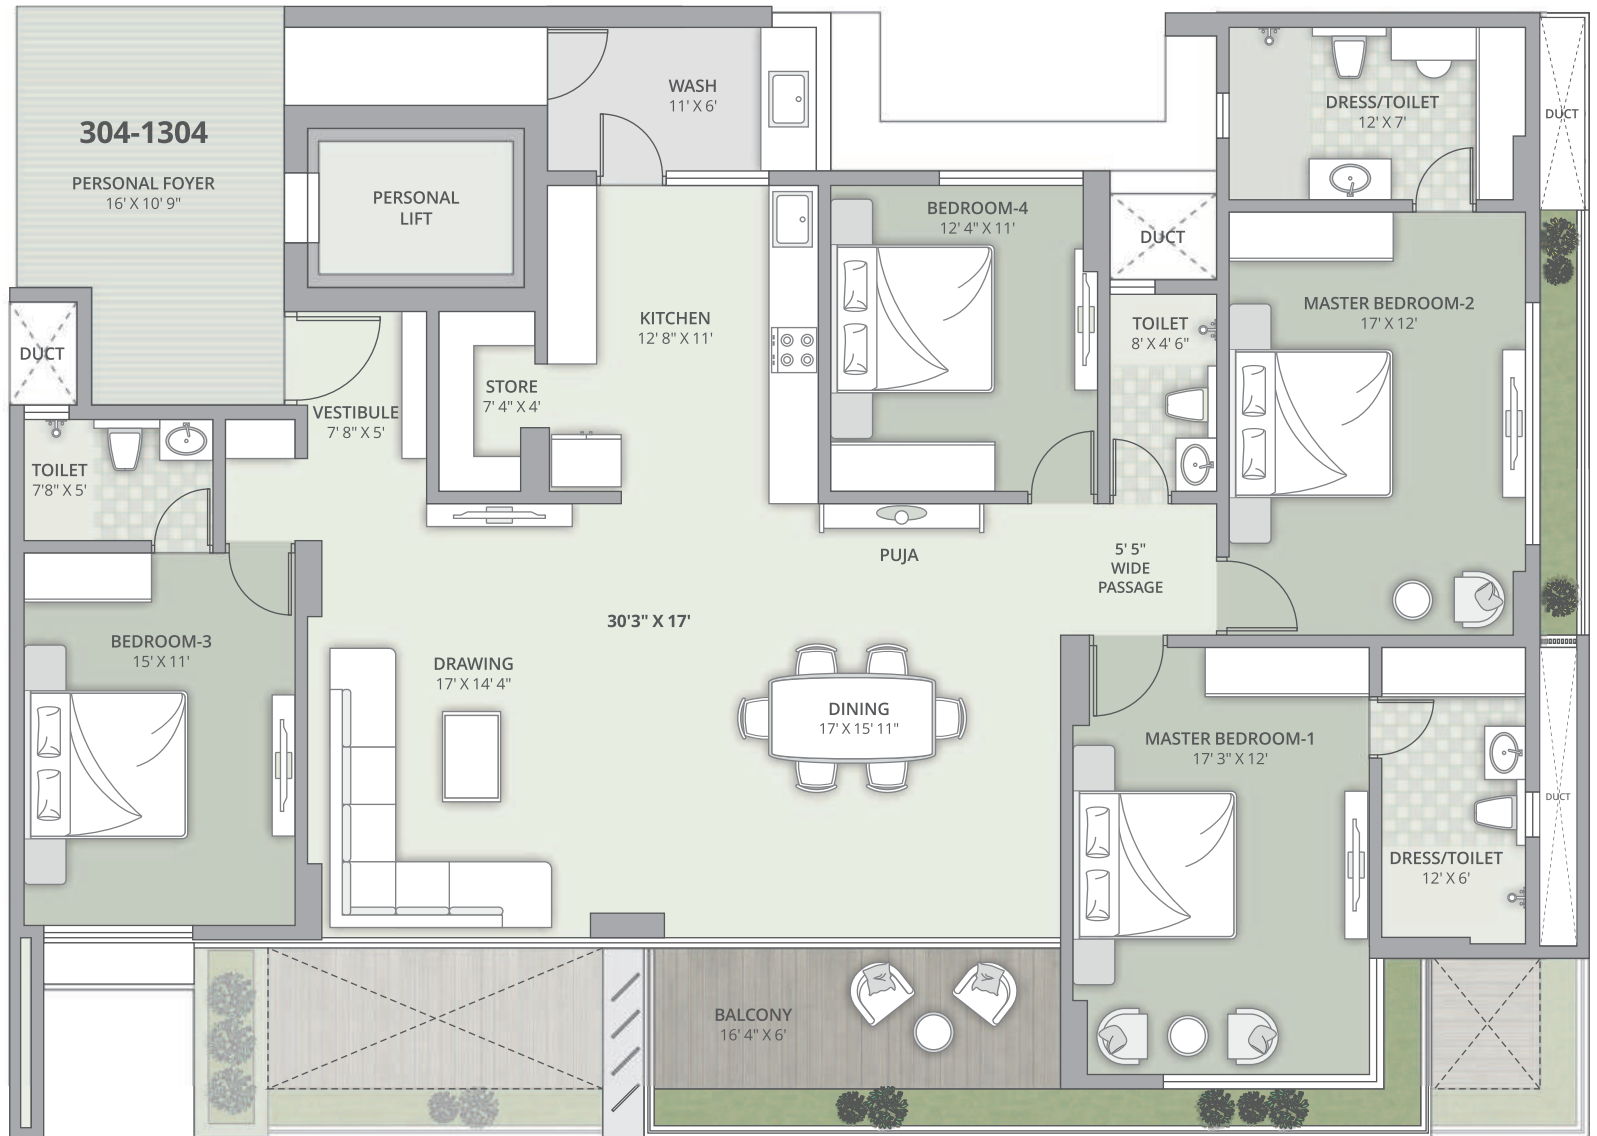 304-1304
PERSONAL FOYER
16' X 10' 9"
PERSONAL
LIFT
WASH
11' X 6'
DRESS/TOILET
12' X 7'
DUCT
BEDROOM-4
12' 4" X 11'
DUCT
KITCHEN
12' 8" X 11'
MASTER BEDROOM-2
17' X 12'
TOILET
8' X 4' 6"
DUCT
STORE
7' 4" X 4'
VESTIBULE
7' 8" X 5'
TOILET
7'8" X 5'
PUJA
5' 5"
WIDE
PASSAGE
30'3" X 17'
BEDROOM-3
15' X 11'
DRAWING
17' X 14' 4"
DINING
17' X 15' 11"
MASTER BEDROOM-1
17' 3" X 12'
DUCT
DRESS/TOILET
12' X 6'
BALCONY
16' 4" X 6'